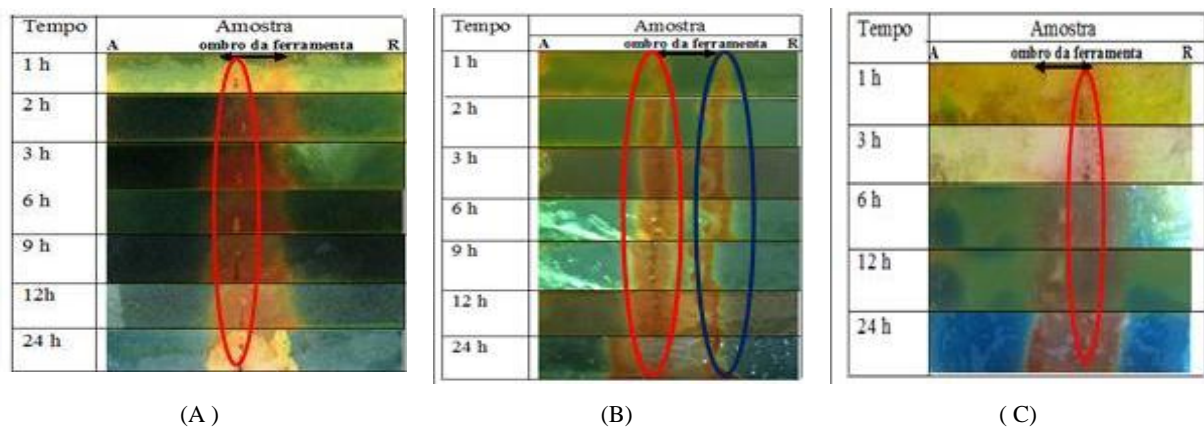 Tempo Amostra
A ombro da ferramenta R
1 h
2 h
3 h
6 h
9 h
12h
24 h
(A )
Tempo Amostra
A ombro da ferramenta R
1 h
2 h
3 h
6 h
9 h
12 h
24 h
(B)
Tempo Amostra
A ombro da ferramenta R
1 h
3 h
6 h
12 h
24 h
( C)